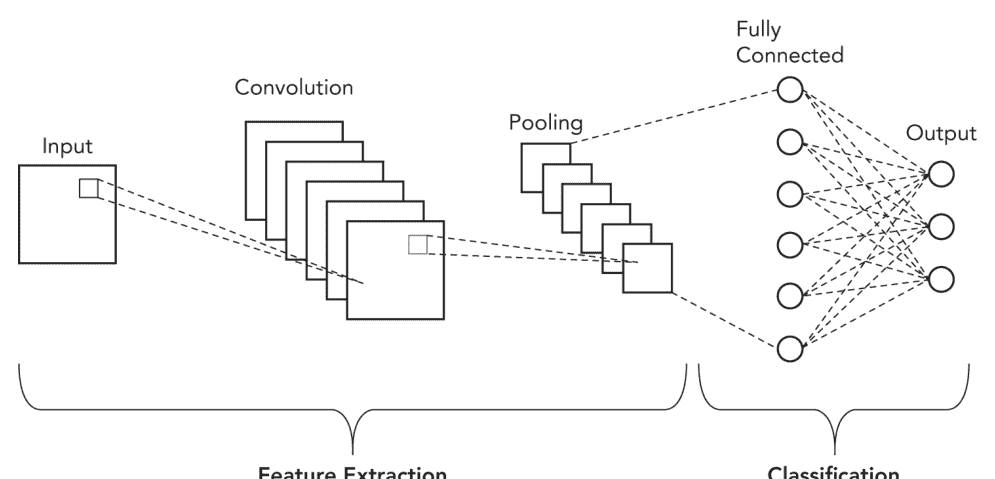 Input
Convolution
Pooling
Fully
Connected
Output
Feature Extraction
Classification